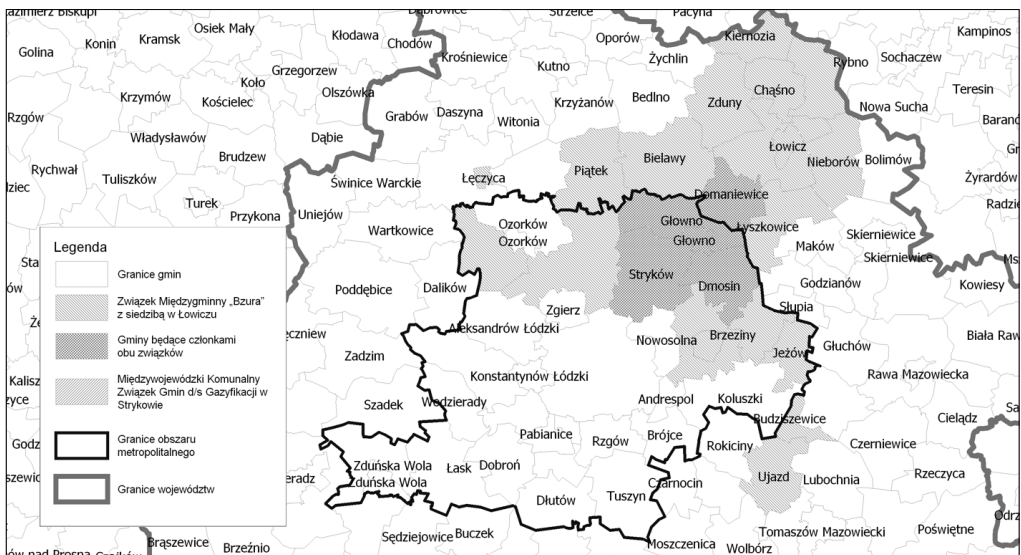 Kazimierz Biskupi
Dąbrowice
Strzelce
Pacyna
Osiek Mały
Kiernozia
Kłodawa
Oporów
Kramsk
Konin
Chodów
Golina
Krośniewice
Żychlin
Sochaczew
Kampinos
Rybno
Kutno
Grzegorzew
Koło
Olszówka
Chąśno
Teresin
Krzymów
Kościelec
Bedlno
Krzyżanów
Zduny
Nowa Sucha
Rzgów
Grabów
Daszyna
Witonia
Władysławów
Dąbie
Łowicz
Bielawy
Nieborów
Bolimów
Brudzew
Rychwał
Tuliszków
Świnice Warckie
Łęczyca
Piątek
Żyrardów
Domaniewice
Turek
Przykona
Uniejów
Ozorków
Głowno
Łyszkowice
Wartkowice
Ozorków
Głowno
Skierniewice
Maków
Skierniewice
Stryków
Godzianów
Kowiesy
Poddębice
Dalików
Dmosin
Zgierz
Słupia
Aleksandrów Łódzki
Nowosolna
Brzeziny
Głuchów
Jeżów
Zadzim
Konstantynów Łódzki
Rawa Mazowiecka
Szadek
Wodzierady
Andrespol
Koluszki
Budziszewice
Cielądz
Pabianice
Rzgów
Brójce
Rokiciny
Czerniewice
Zduńska Wola
Łask
Dobroń
Zduńska Wola
Czarnocin
Ujazd
Lubochnia
Rzeczyca
Dłutów
Tuszyn
Sędziejowice
Buczek
Moszczenica
Wolbórz
Tomaszów Mazowiecki
Poświętne
Brąszewice
Brzeźnio
Legenda
Granice gmin
Związek Międzygminny „Bzura”
z siedzibą w Łowiczu
Gminy będące członkami
obu związków
Międzywojewódzki Komunalny
Związek Gmin d/s Gazyfikacji w
Strykowie
Granice obszaru
metropolitalnego
Granice województw